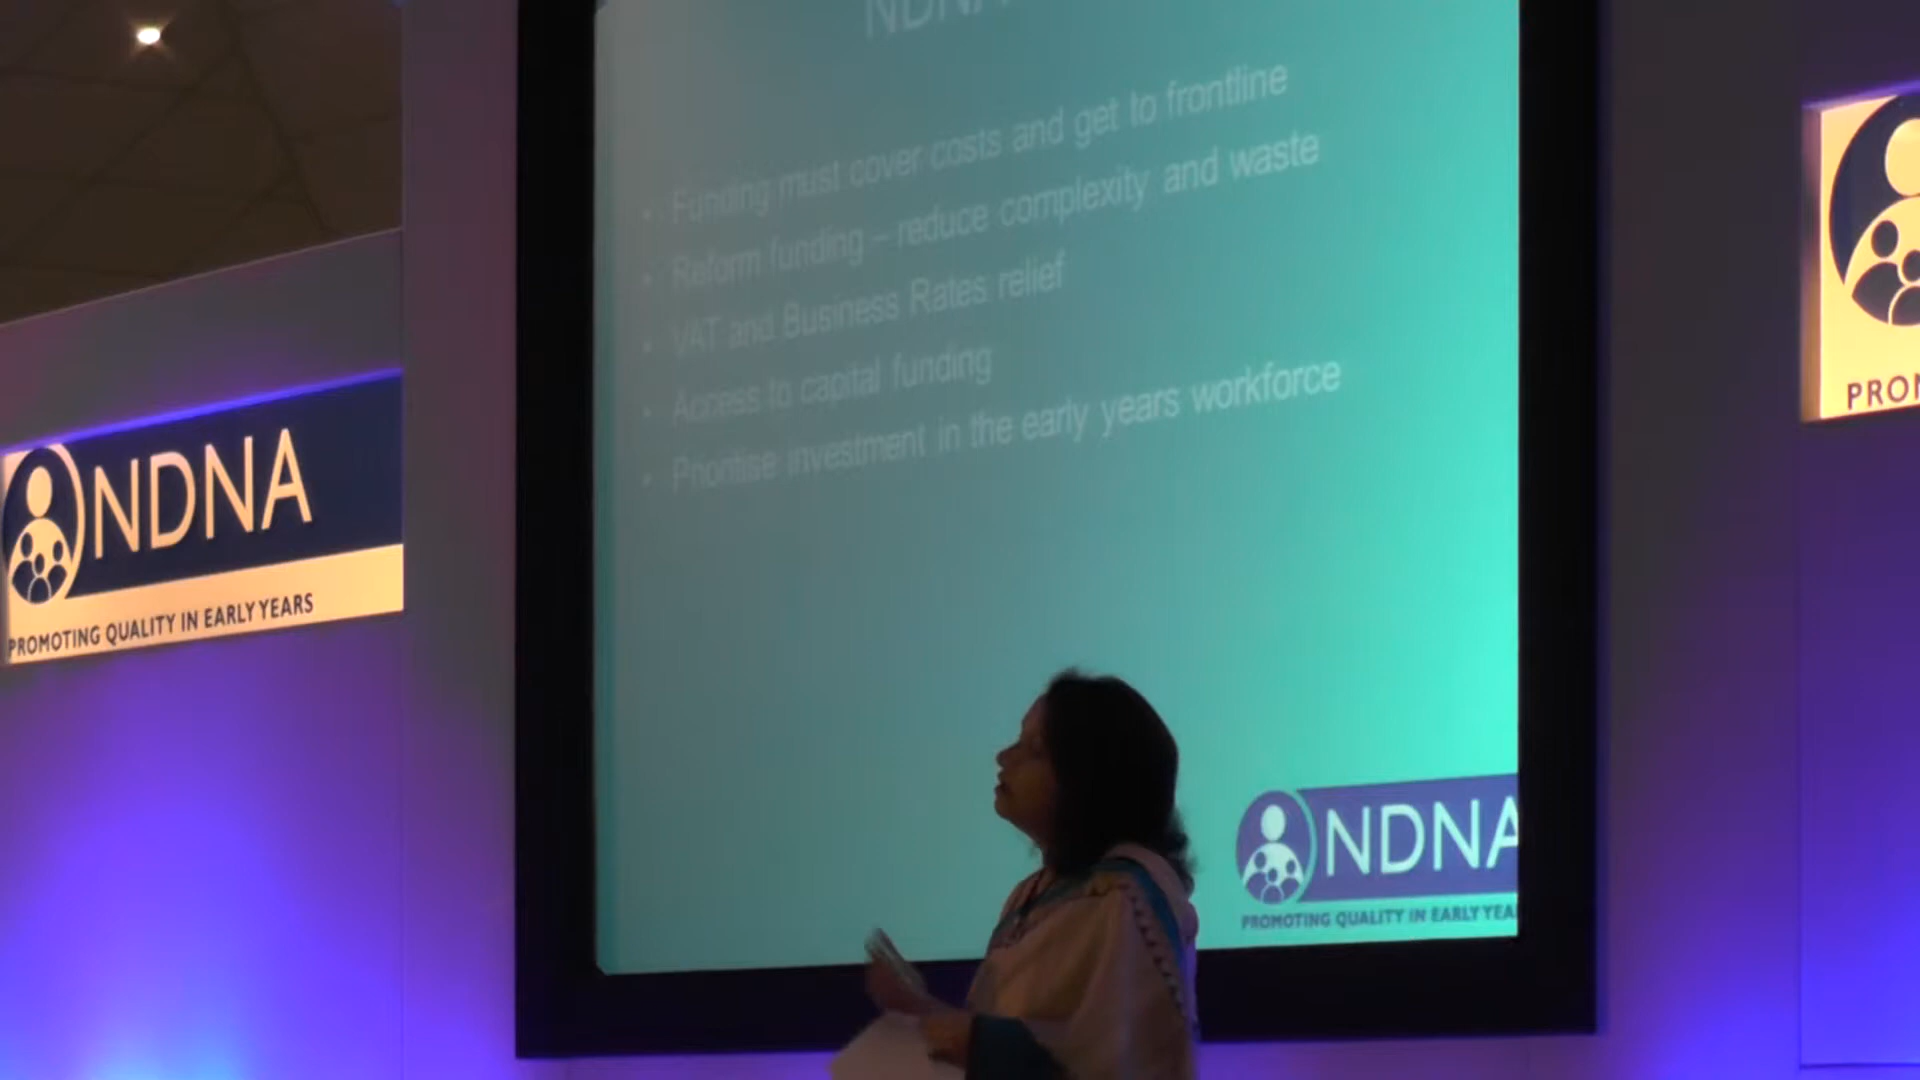 NDNA
• Funding must cover costs and get to frontline
• Reform funding – reduce complexity and waste
• VAT and Business Rates relief
• Access to capital funding
• Prioritise investment in the early years workforce
NDNA
PROMOTING QUALITY IN EARLY YEARS
PRO
NDNA
PROMOTING QUALITY IN EARLY YEA